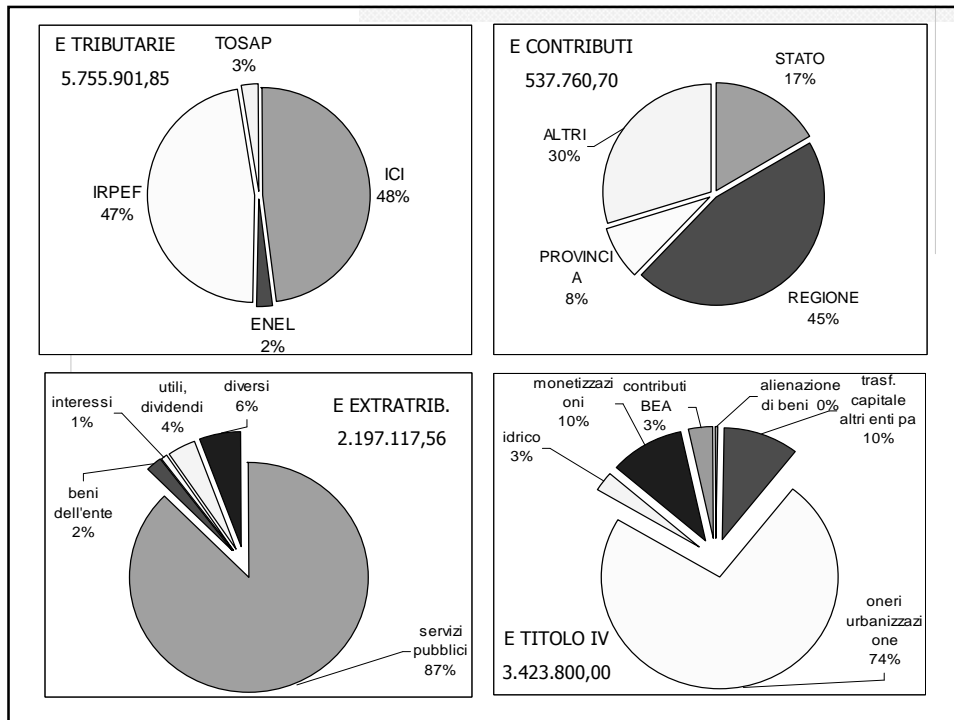 E TRIBUTARIE
5.755.901,85
TOSAP
3%
IRPEF
47%
ICI
48%
ENEL
2%
E CONTRIBUTI
537.760,70
STATO
17%
ALTRI
30%
PROVINCI
A
8%
REGIONE
45%
interessi
1%
utili,
dividendi
4%
diversi
6%
E EXTRATRIB.
2.197.117,56
beni
dell'ente
2%
servizi
pubblici
87%
monetizzazi
oni
10%
contributi
BEA
3%
alienazione
di beni 0%
trasf.
capitale
altri enti pa
10%
idrico
3%
E TITOLO IV
3.423.800,00
oneri
urbanizzazi
one
74%